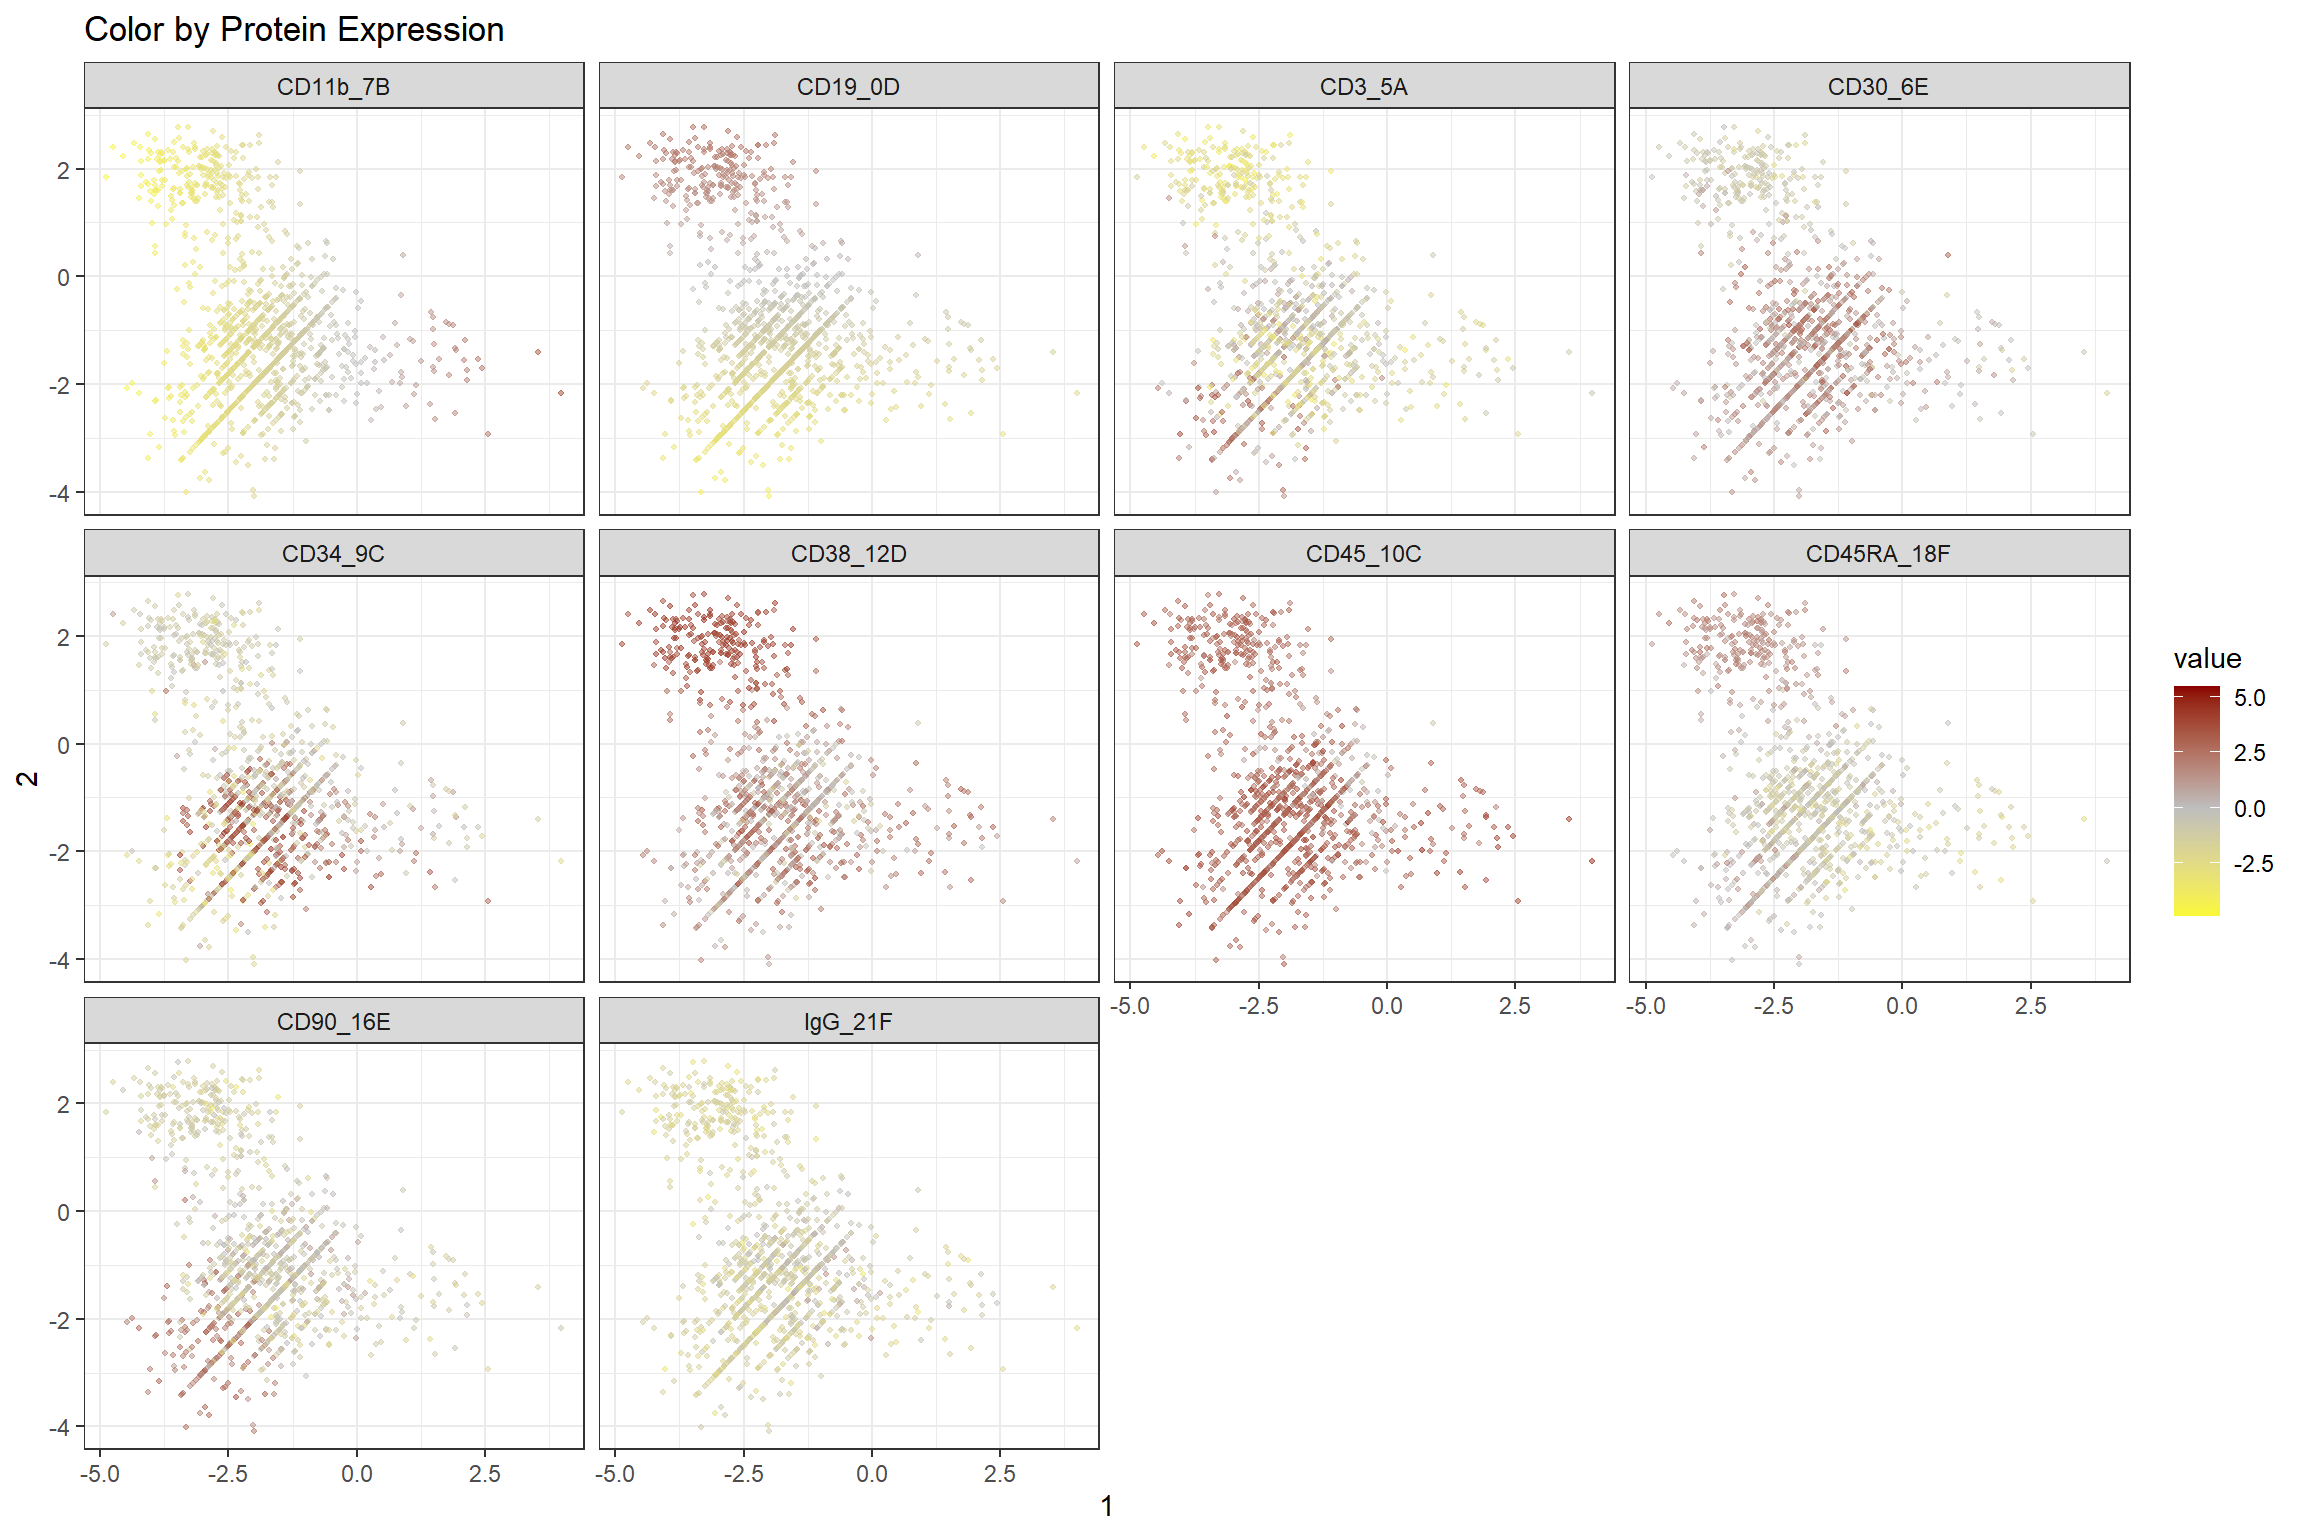 Color by Protein Expression
CD11b_7B CD19_0D CD3_5A CD30_6E
2
0
-2
-4
CD34_9C CD38_12D CD45_10C CD45RA_18F
2
0
-2
-4
-5.0 -2.5 0.0 2.5 -5.0 -2.5 0.0 2.5
CD90_16E IgG_21F
2
0
-2
-4
-5.0 -2.5 0.0 2.5 -5.0 -2.5 0.0 2.5
1
2
value
5.0
2.5
0.0
-2.5